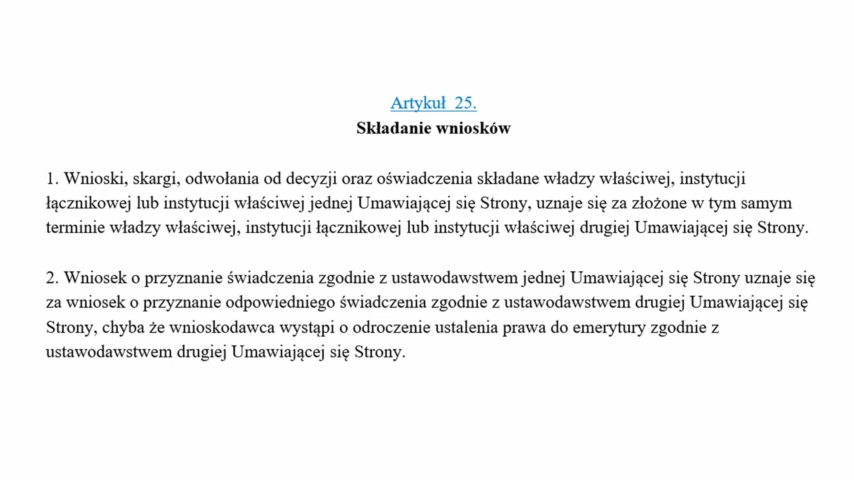 Artykuł 25.
Składanie wniosków
1. Wnioski, skargi, odwołania od decyzji oraz oświadczenia składane władzy właściwej, instytucji
łącznikowej lub instytucji właściwej jednej Umawiającej się Strony, uznaje się za złożone w tym samym
terminie władzy właściwej, instytucji łącznikowej lub instytucji właściwej drugiej Umawiającej się Strony.
2. Wniosek o przyznanie świadczenia zgodnie z ustawodawstwem jednej Umawiającej się Strony uznaje się
za wniosek o przyznanie odpowiedniego świadczenia zgodnie z ustawodawstwem drugiej Umawiającej się
Strony, chyba że wnioskodawca wystąpi o odroczenie ustalenia prawa do emerytury zgodnie z
ustawodawstwem drugiej Umawiającej się Strony.